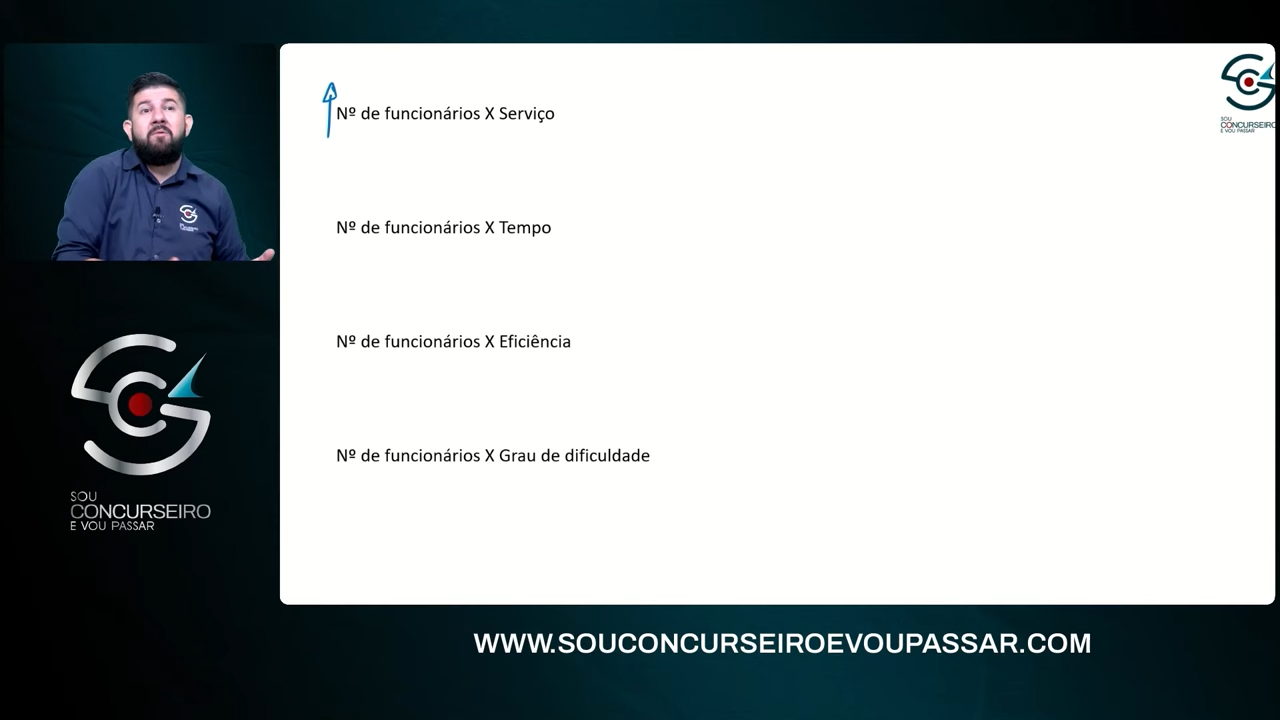 Nº de funcionários X Serviço
SOU
CONCURSEIRO
E VOU PASSAR
Nº de funcionários X Tempo
Nº de funcionários X Eficiência
Nº de funcionários X Grau de dificuldade
SOU
CONCURSEIRO
E VOU PASSAR
WWW.SOUCONCURSEIROEVOUPASSAR.COM